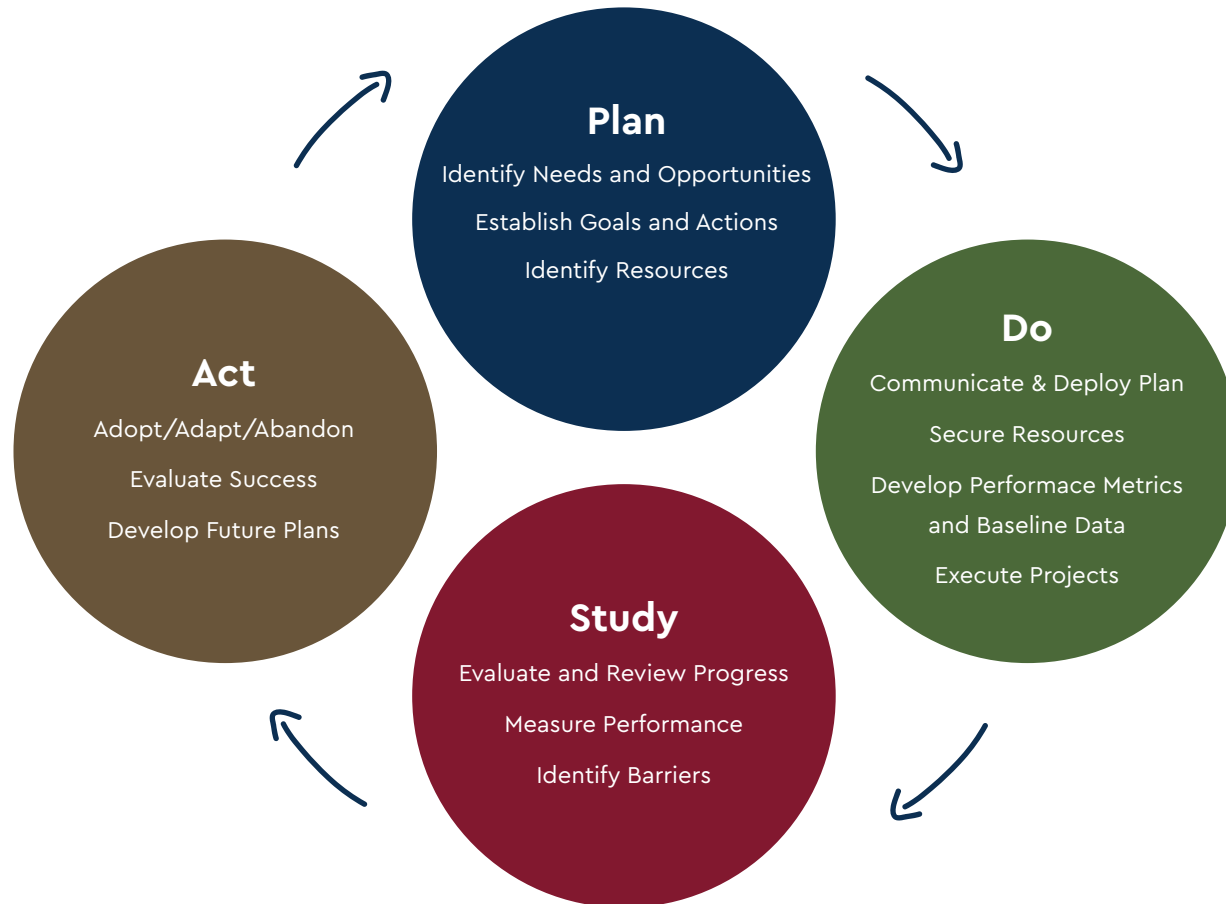 Plan
Identify Needs and Opportunities
Establish Goals and Actions
Identify Resources
Do
Communicate & Deploy Plan
Secure Resources
Develop Performace Metrics
and Baseline Data
Execute Projects
Study
Evaluate and Review Progress
Measure Performance
Identify Barriers
Act
Adopt/Adapt/Abandon
Evaluate Success
Develop Future Plans